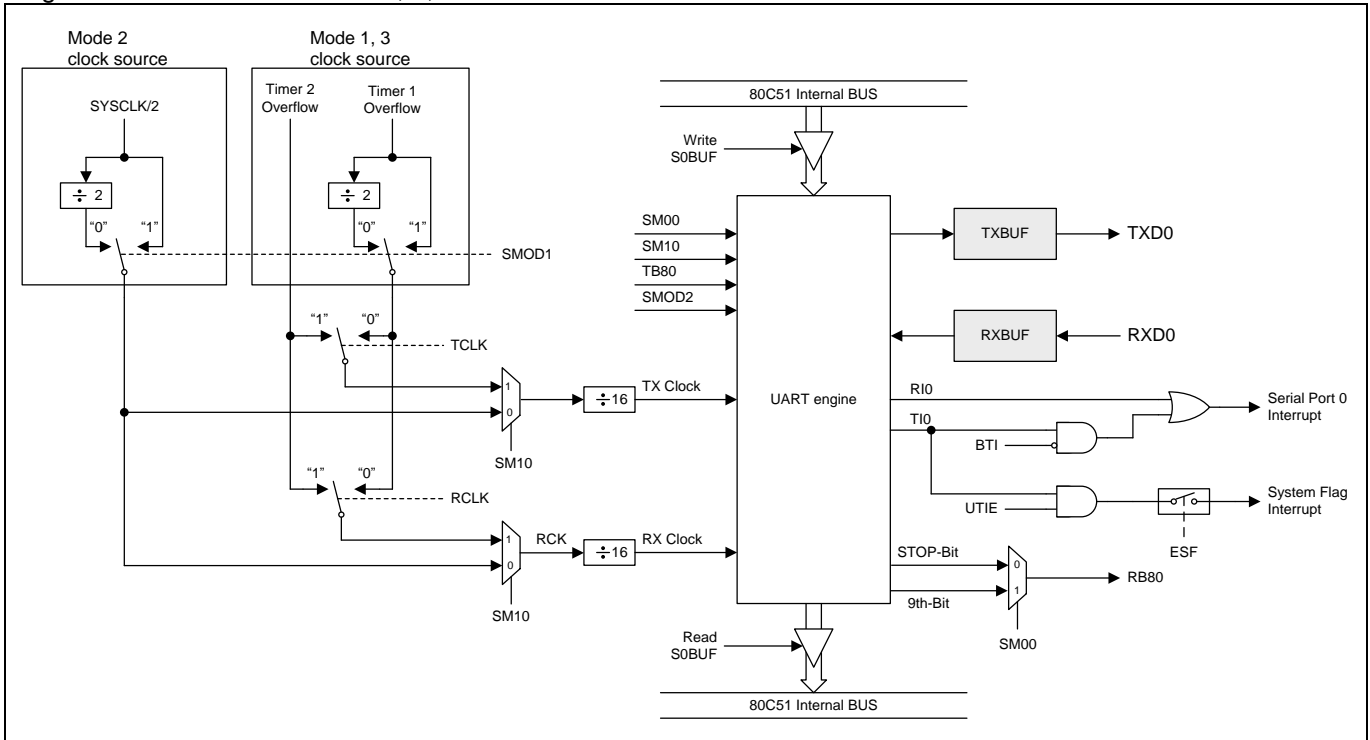 Mode 2
clock source
Mode 1, 3
clock source
SYSCLK/2
Timer 2
Overflow
Timer 1
Overflow
÷ 2
÷ 2
“0”
“1”
“0”
“1”
SMOD1
“1”
“0”
TCLK
1
0
SM10
÷16
TX Clock
“1”
“0”
RCLK
1
0
SM10
RCK
÷16
RX Clock
80C51 Internal BUS
Write
S0BUF
SM00
SM10
TB80
SMOD2
UART engine
TXBUF
TXD0
RXBUF
RXD0
RI0
TI0
BTI
Serial Port 0
Interrupt
UTIE
ESF
System Flag
Interrupt
STOP-Bit
9th-Bit
0
1
SM00
RB80
Read
S0BUF
80C51 Internal BUS